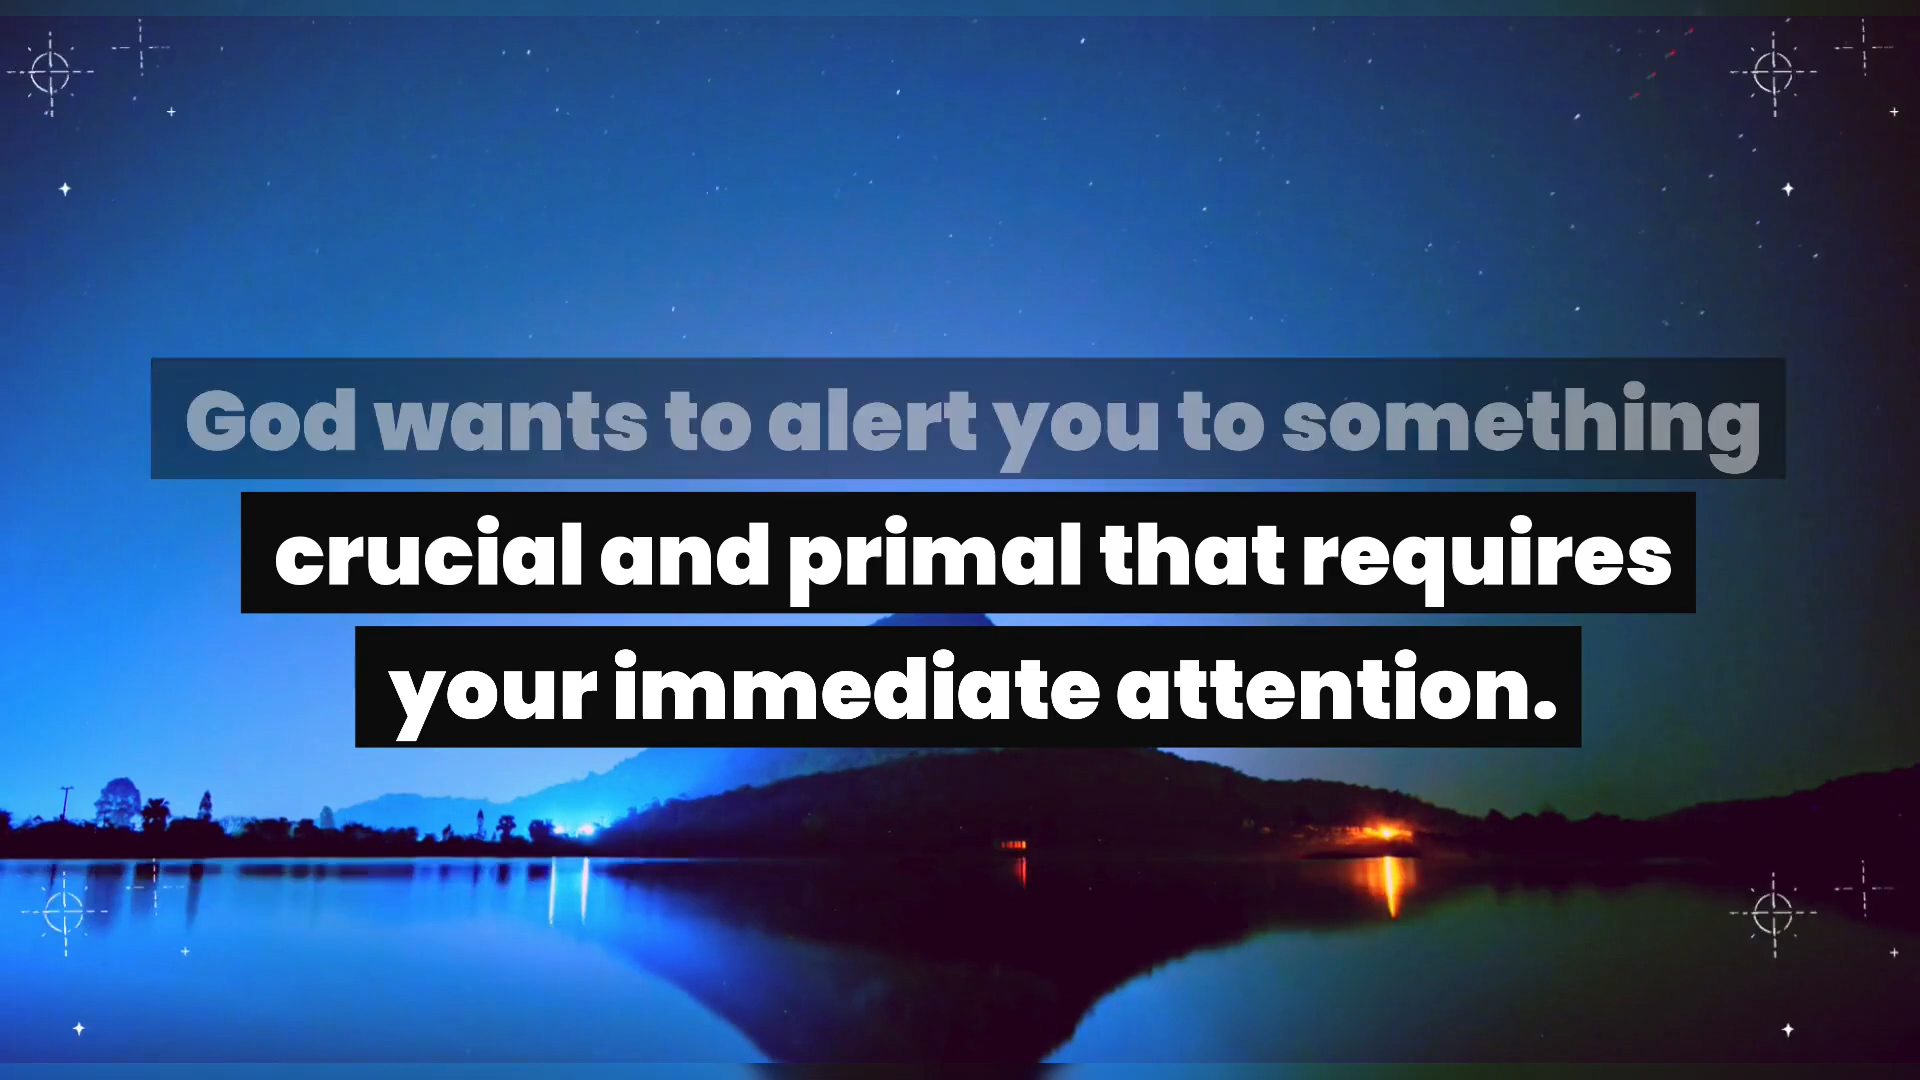 God wants to alert you to something
crucial and primal that requires
your immediate attention.